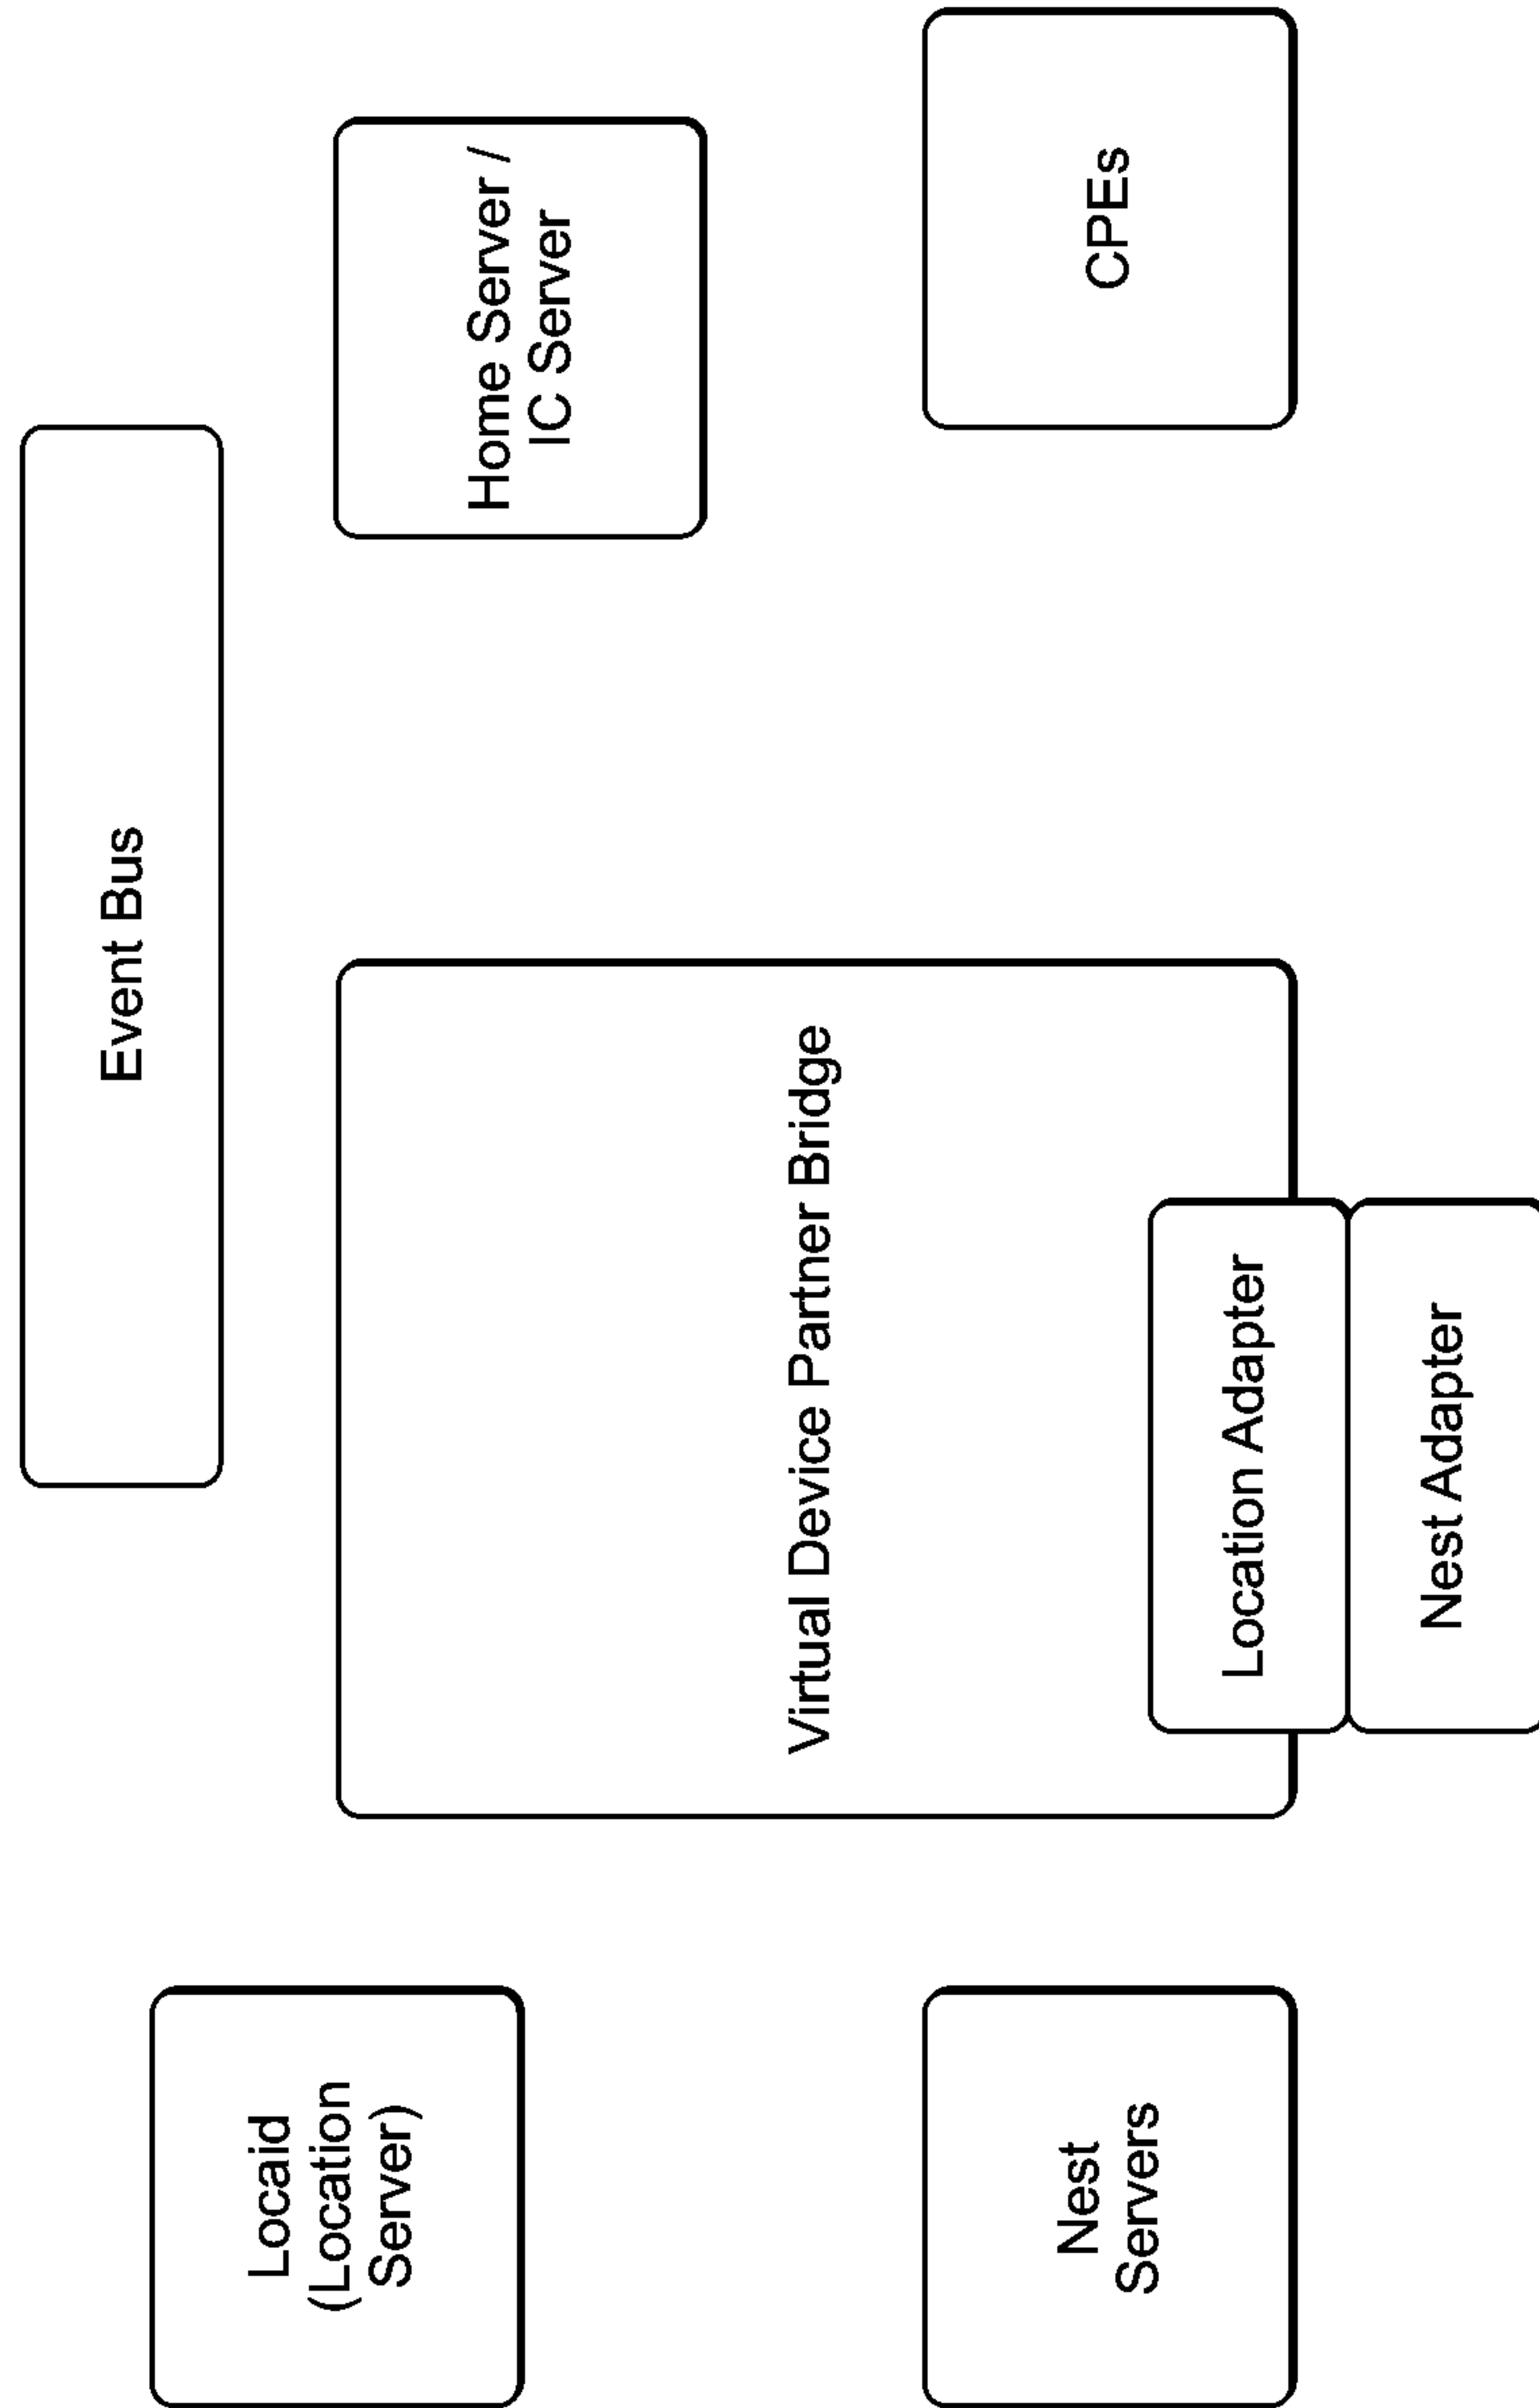 Event Bus
Locaid
(Location
Server)
Virtual Device Partner Bridge
Home Server /
IC Server
Nest
Servers
Location Adapter
Nest Adapter
CPEs